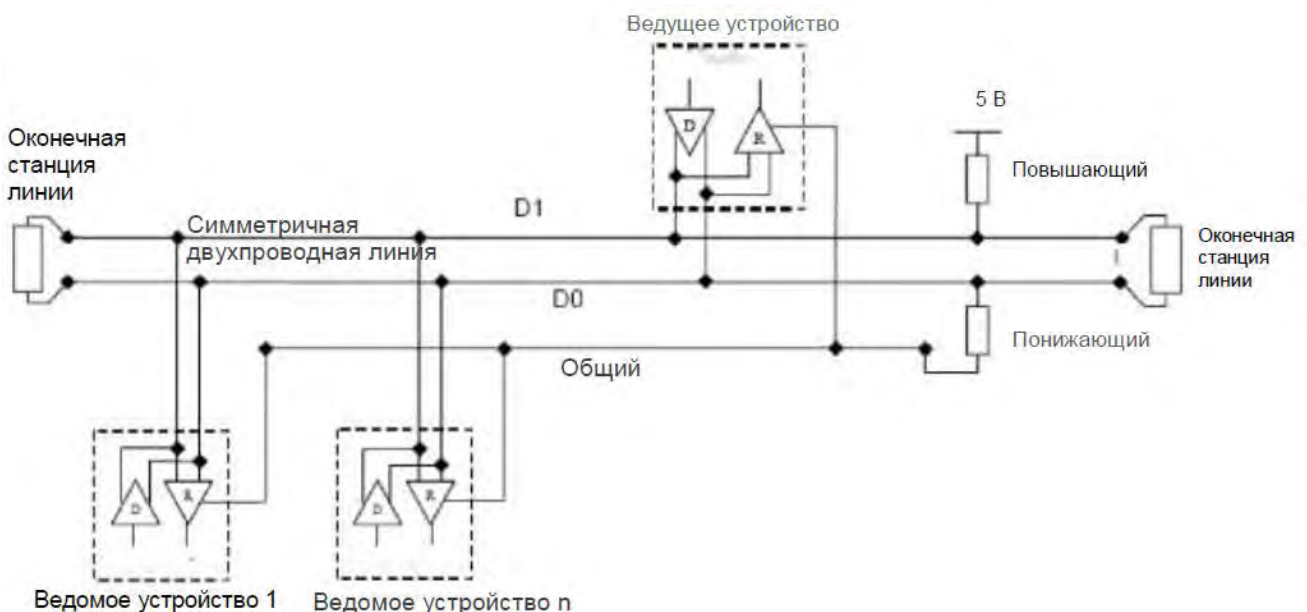 Ведущее устройство
D
R
5 В
Оконечная
станция
линии
Повышающий
D1
Симметричная
двухпроводная линия
Оконечная
станция
линии
D0
Понижающий
Общий
D
R
D
R
Ведомое устройство 1
Ведомое устройство n